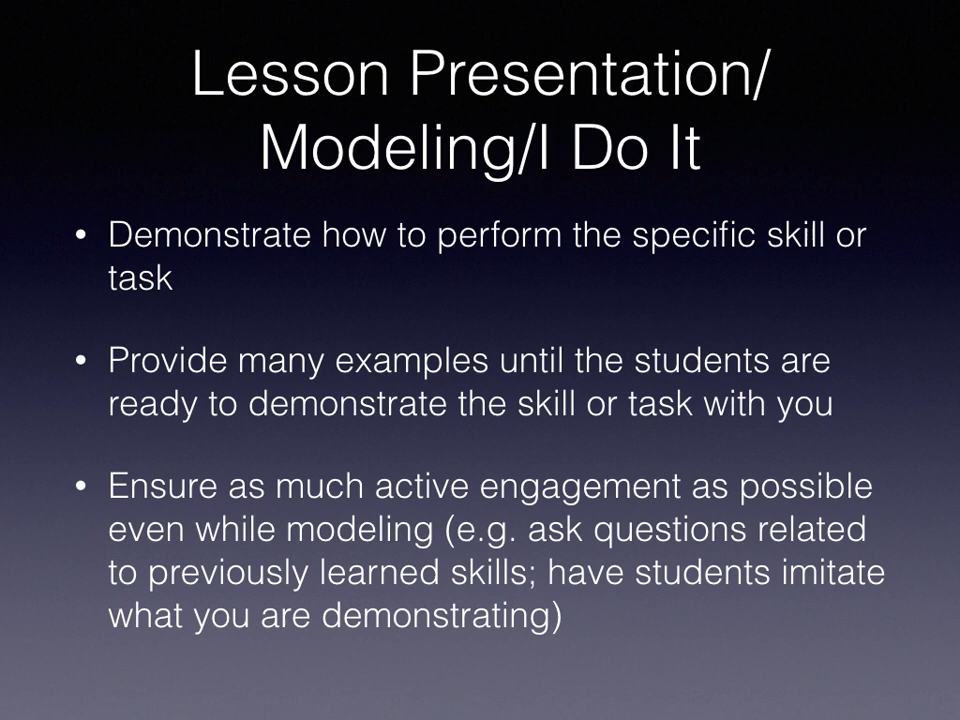 Lesson Presentation/
Modeling/I Do It
• Demonstrate how to perform the specific skill or
task
• Provide many examples until the students are
ready to demonstrate the skill or task with you
• Ensure as much active engagement as possible
even while modeling (e.g. ask questions related
to previously learned skills; have students imitate
what you are demonstrating)